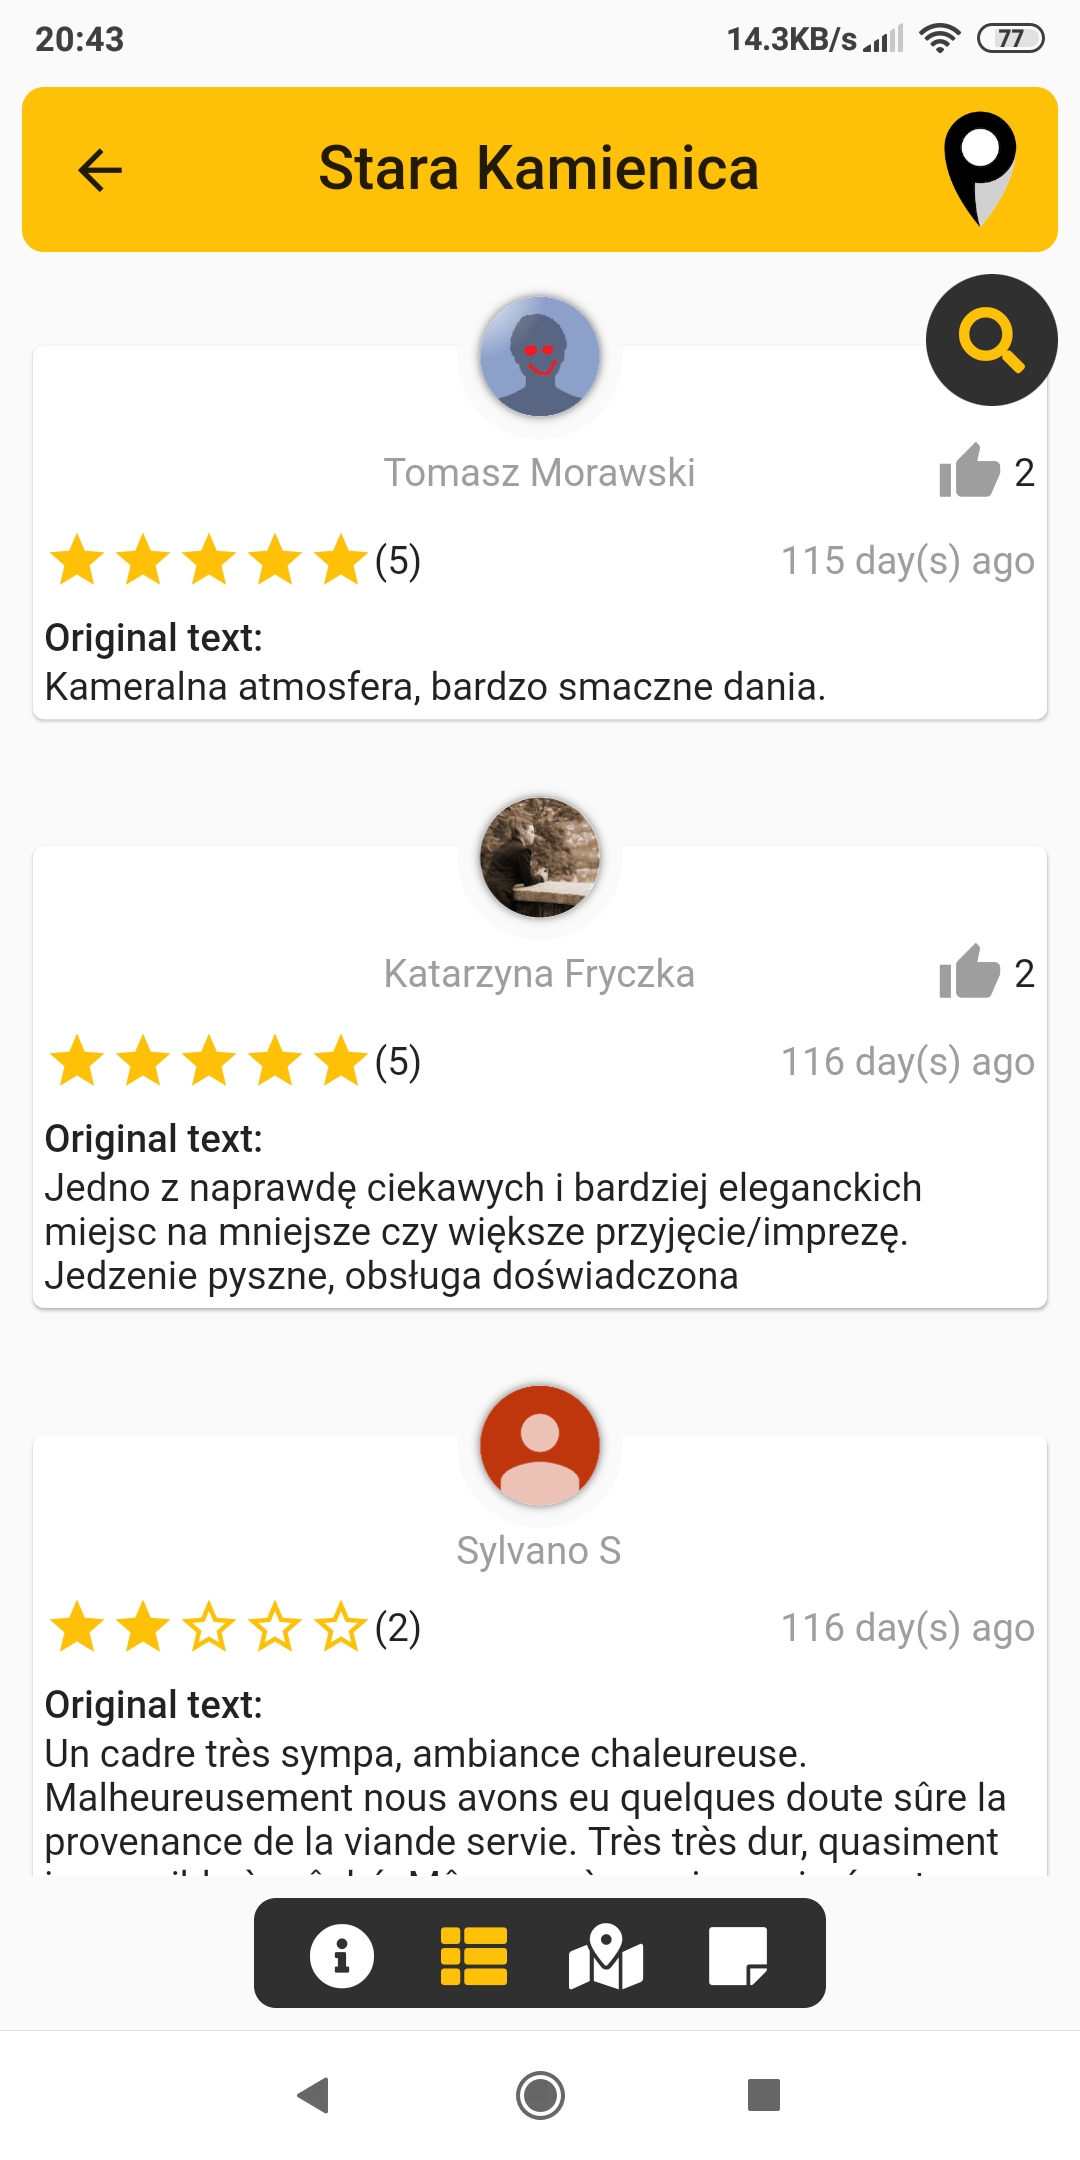 20:43
14.3KB/s
77
Stara Kamienica
Tomasz Morawski
2
(5)
115 day(s) ago
Original text:
Kameralna atmosfera, bardzo smaczne dania.
Katarzyna Fryczka
2
(5)
116 day(s) ago
Original text:
Jedno z naprawdę ciekawych i bardziej eleganckich
miejsc na mniejsze czy większe przyjęcie/imprezę.
Jedzenie pyszne, obsługa doświadczona
Sylvano S
(2)
116 day(s) ago
Original text:
Un cadre très sympa, ambiance chaleureuse.
Malheureusement nous avons eu quelques doute sûre la
provenance de la viande servie. Très très dur, quasiment